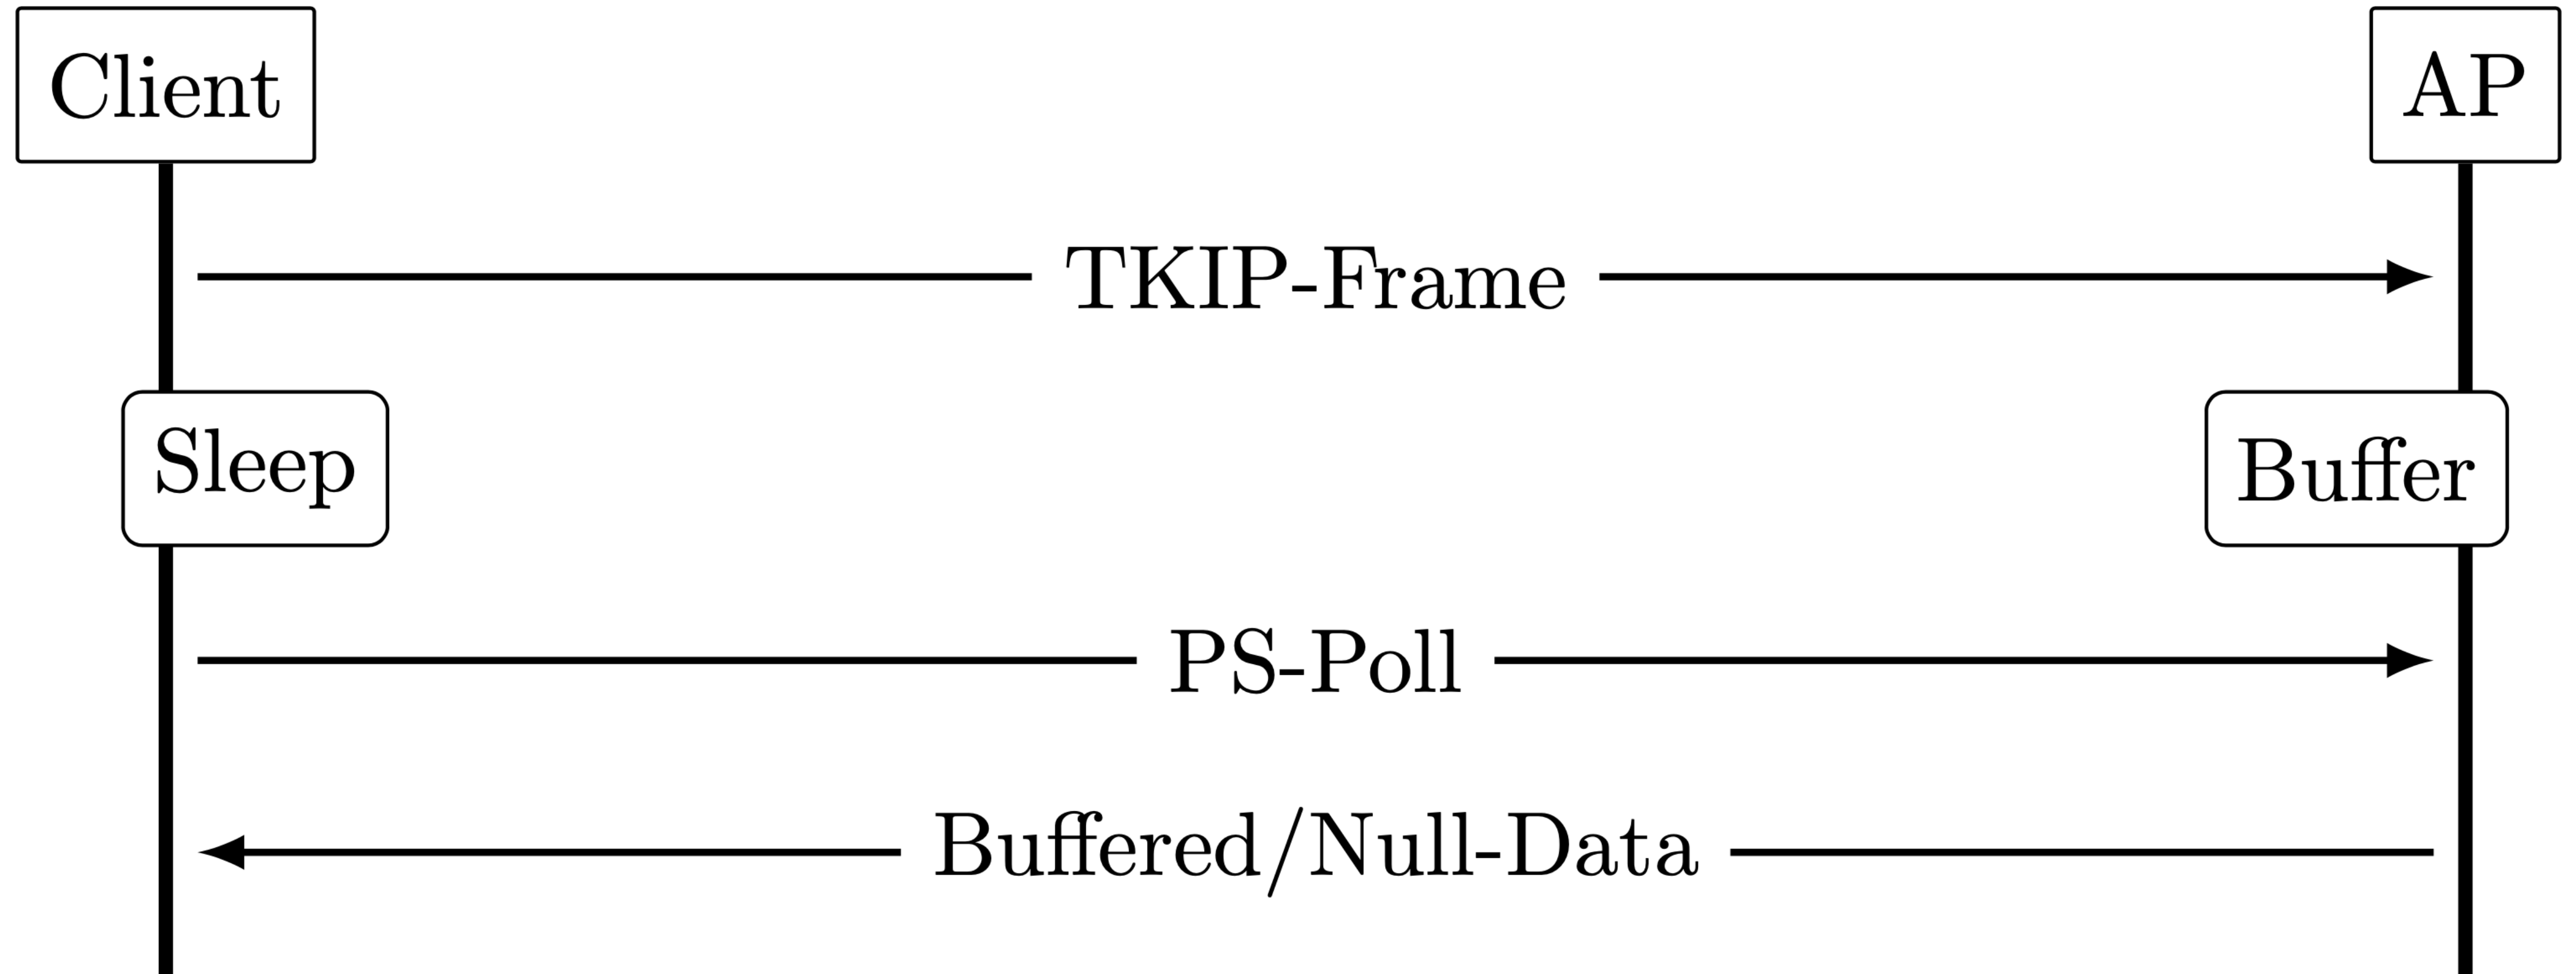 Client
AP
TKIP-Frame
Sleep
Buffer
PS-Poll
Buffered/Null-Data